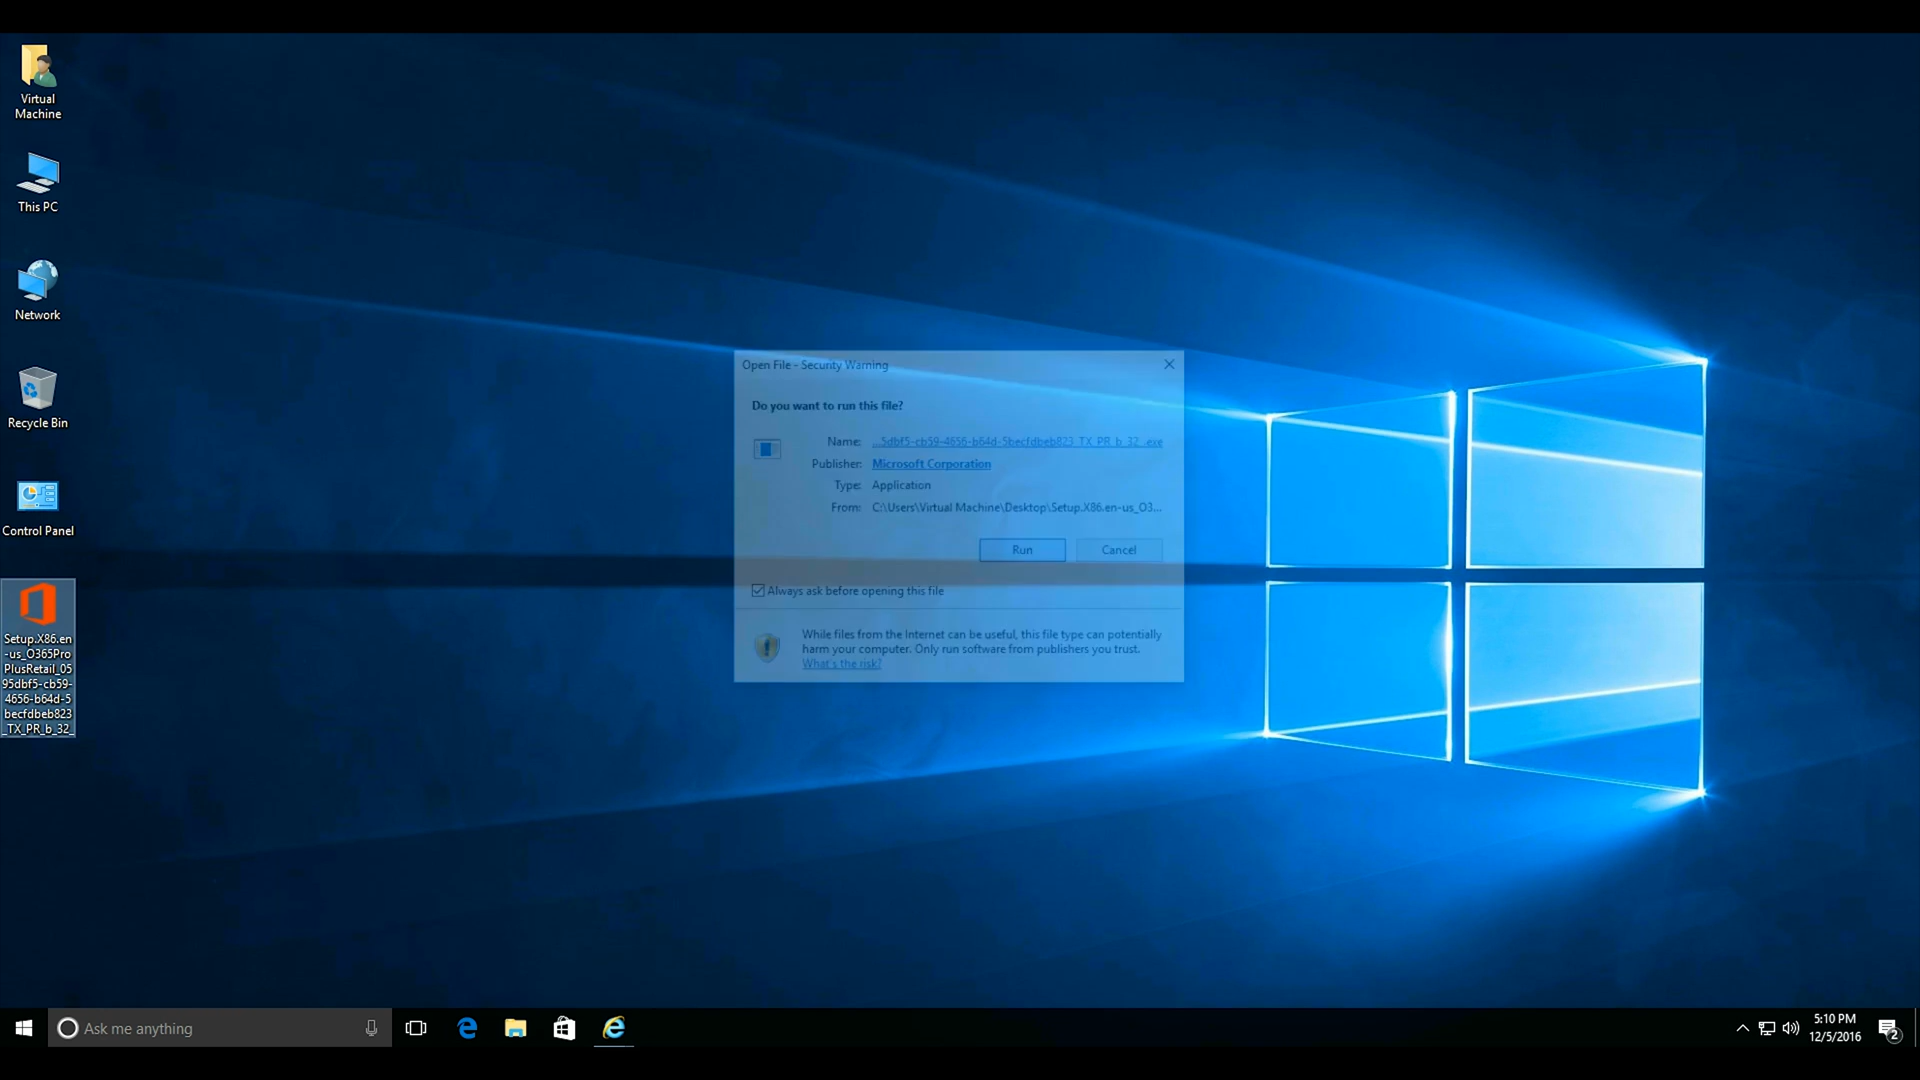 Virtual
Machine
This PC
Network
Recycle Bin
Control Panel
Setup.X86.en
-us_O365Pro
PlusRetail_05
95dbf5-cb59-
4656-b64d-5
becfdbeb823
_TX_PR_b_32_
Open File - Security Warning
Do you want to run this file?
Name: ...5dbf5-cb59-4656-b64d-5becfdbeb823_TX_PR_b_32_.exe
Publisher: Microsoft Corporation
Type: Application
From: C:\Users\Virtual Machine\Desktop\Setup.X86.en-us_O3...
Run Cancel
Always ask before opening this file
While files from the Internet can be useful, this file type can potentially
harm your computer. Only run software from publishers you trust.
What's the risk?
Ask me anything
5:10 PM
12/5/2016
2